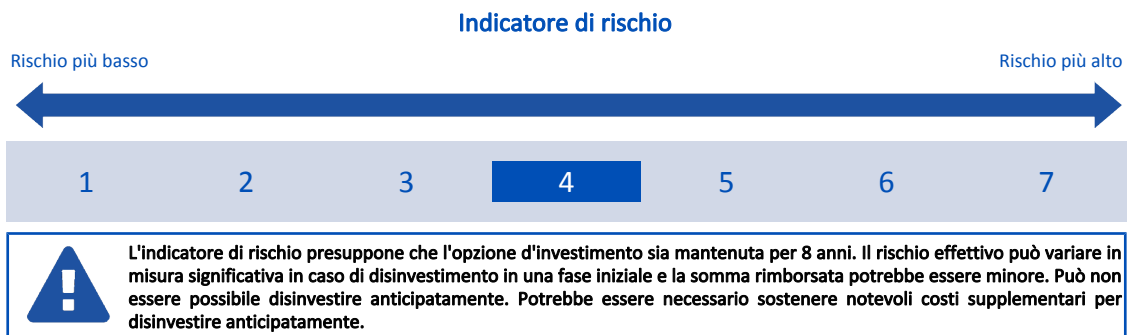 Indicatore di rischio
Rischio più basso
Rischio più alto
1 2 3 4 5 6 7
L'indicatore di rischio presuppone che l'opzione d'investimento sia mantenuta per 8 anni. Il rischio effettivo può variare in
misura significativa in caso di disinvestimento in una fase iniziale e la somma rimborsata potrebbe essere minore. Può non
essere possibile disinvestire anticipatamente. Potrebbe essere necessario sostenere notevoli costi supplementari per
disinvestire anticipatamente.